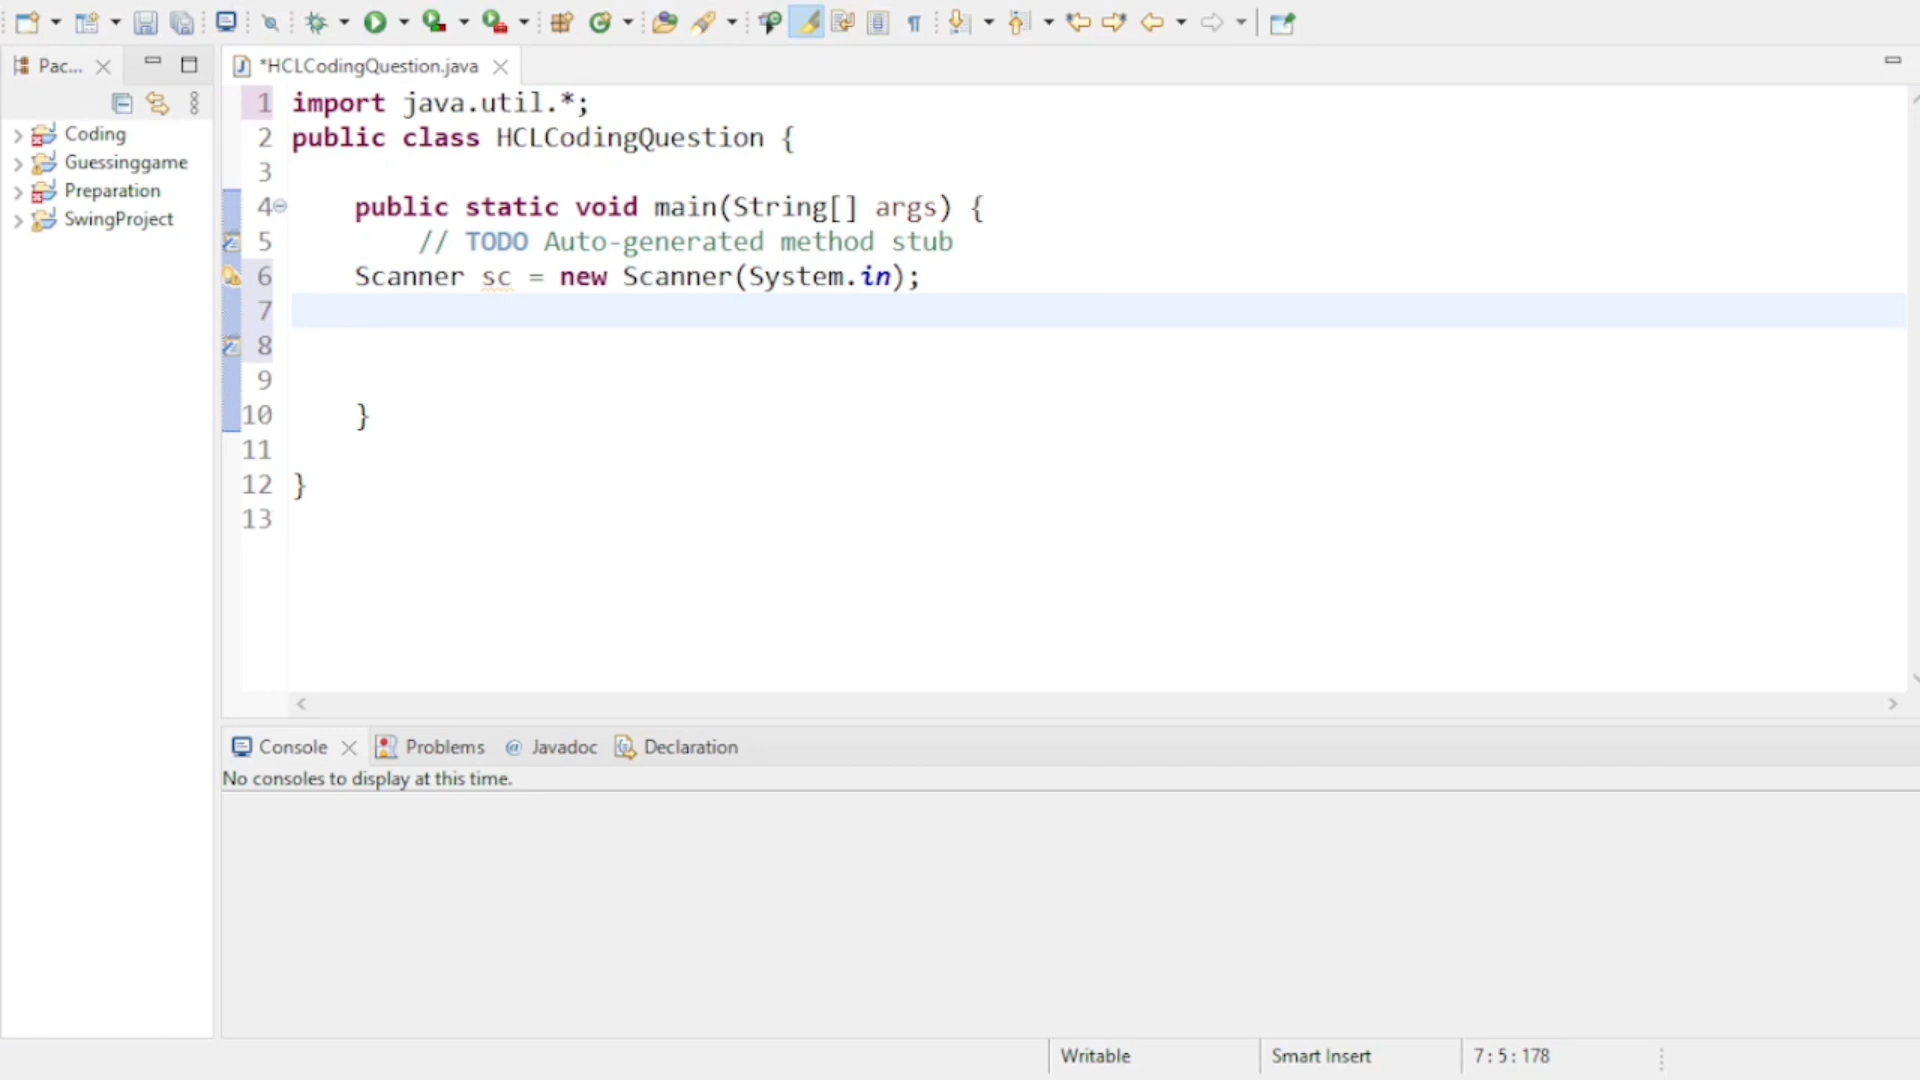 Pac...
*HCLCodingQuestion.java
Coding
Guessinggame
Preparation
SwingProject
1 import java.util.*;
2 public class HCLCodingQuestion {
3
4 public static void main(String[] args) {
5 // TODO Auto-generated method stub
6 Scanner sc = new Scanner(System.in);
7
8
9
10 }
11
12 }
13
Console Problems @ Javadoc Declaration
No consoles to display at this time.
Writable Smart Insert 7 : 5 : 178